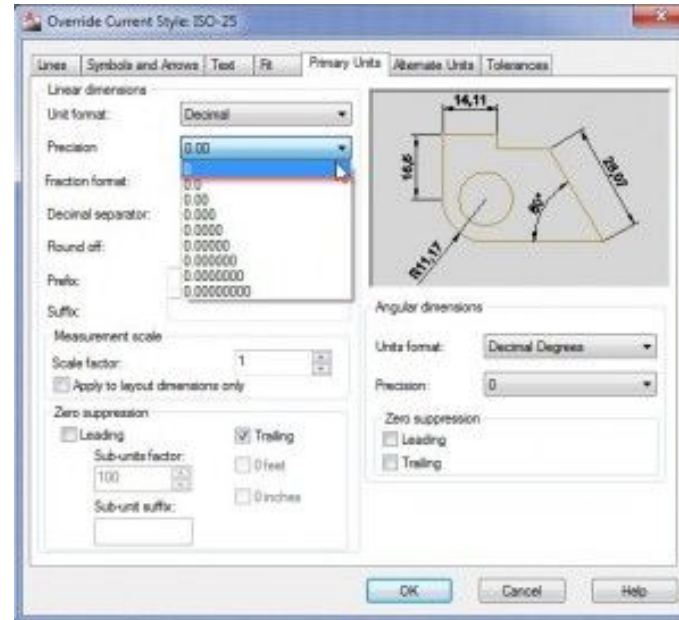 Override Current Style: ISO-25
Lines Symbols and Arrows Text Fit Primary Units Alternate Units Tolerances
Linear dimensions
Unit format: Decimal
Precision 0.00
0
Fraction format: 0.0
0.00
Decimal separator: 0.000
0.0000
Round off: 0.00000
0.000000
Prefix: 0.0000000
0.00000000
Suffix:
Measurement scale
Scale factor: 1
Apply to layout dimensions only
Zero suppression
Leading Trailing
Sub-units factor: 0 feet
100
0 inches
Sub-unit suffix:
14,11
16,6
28,07
R11,17
Angular dimensions
Units format: Decimal Degrees
Precision: 0
Zero suppression
Leading
Trailing
OK Cancel Help